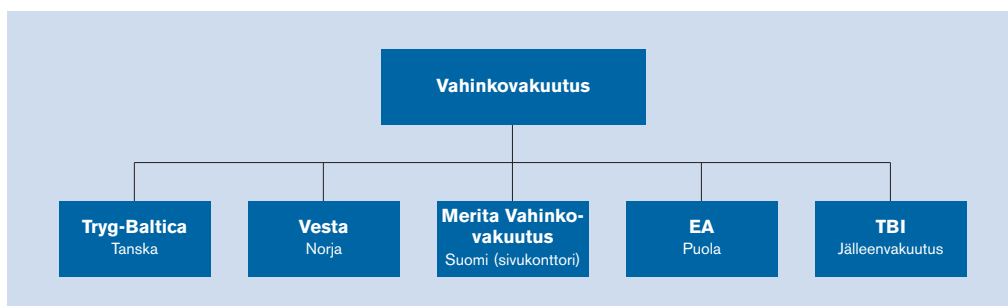 Vahinkovakuutus
Tryg-Baltica
Tanska
Vesta
Norja
Merita Vahinko-
vakuutus
Suomi (sivukonttori)
EA
Puola
TBI
Jälleenvakuutus